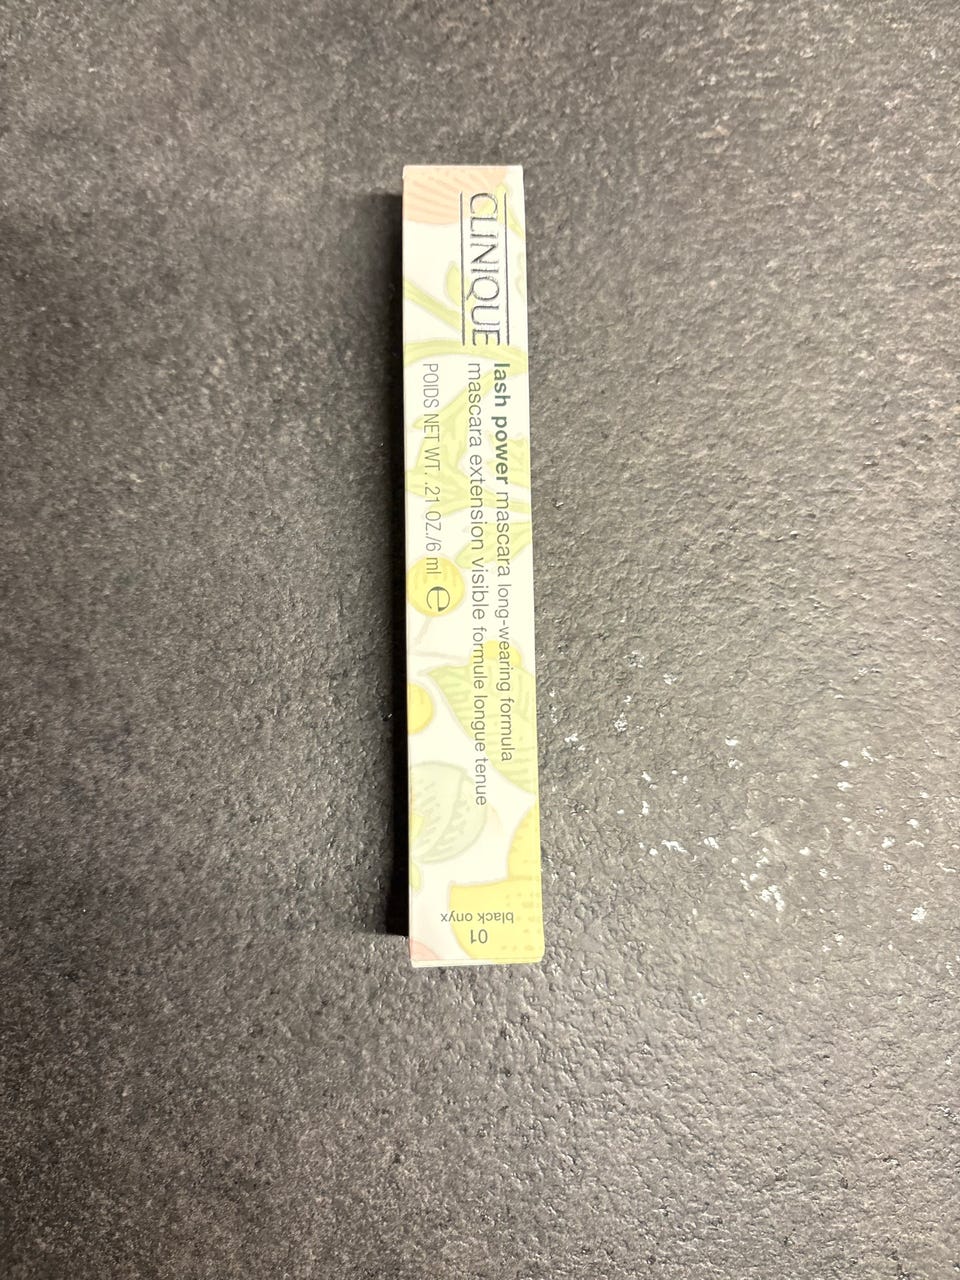 CLINIQUE
lash power mascara long-wearing formula
mascara extension visible formule longue tenue
POIDS NET WT. .21 OZ./6 ml ℮
01
black onyx